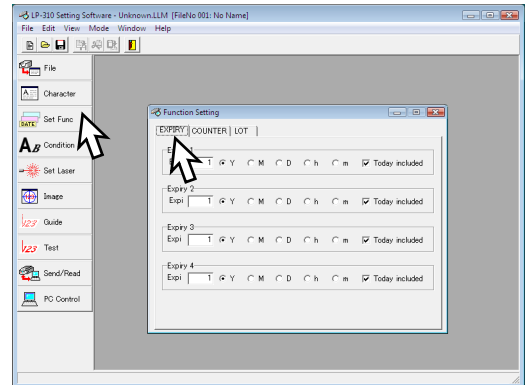 LP-310 Setting Software - Unknown.LLM [FileNo 001: No Name]
File Edit View Mode Window Help
File
Character
DATE Set Func
Condition
Set Laser
Image
Guide
Test
Send/Read
PC Control
Function Setting
EXPIRY COUNTER LOT
1 Y M D h m Today included
Expiry 2
Expi 1 Y M D h m Today included
Expiry 3
Expi 1 Y M D h m Today included
Expiry 4
Expi 1 Y M D h m Today included